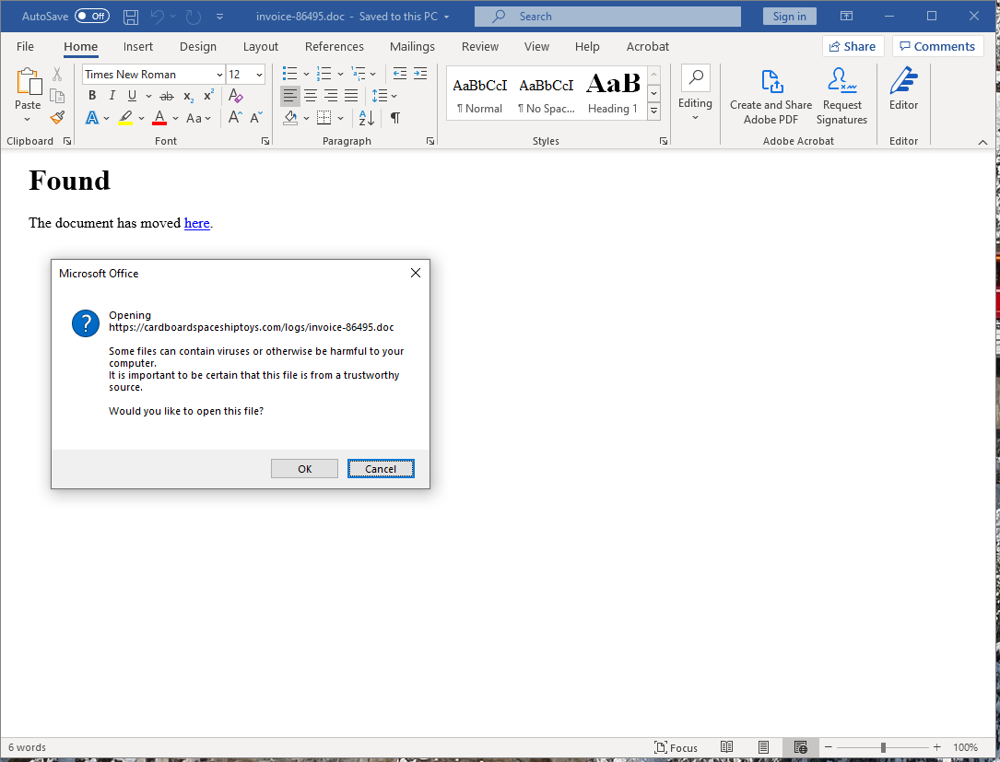 AutoSave Off invoice-86495.doc - Saved to this PC Search Sign in
File Home Insert Design Layout References Mailings Review View Help Acrobat Share Comments
Paste
Clipboard
Times New Roman 12
B I U ab x₂ x² A
A A Aa A A
Font
Paragraph
AaBbCcI AaBbCcI AaB
¶ Normal ¶ No Spac... Heading 1
Styles
Editing
Create and Share
Adobe PDF
Request
Signatures
Adobe Acrobat
Editor
Editor
Found
The document has moved here.
Microsoft Office
Opening
https://cardboardspaceshiptoys.com/logs/invoice-86495.doc
Some files can contain viruses or otherwise be harmful to your
computer.
It is important to be certain that this file is from a trustworthy
source.
Would you like to open this file?
OK Cancel
6 words Focus 100%